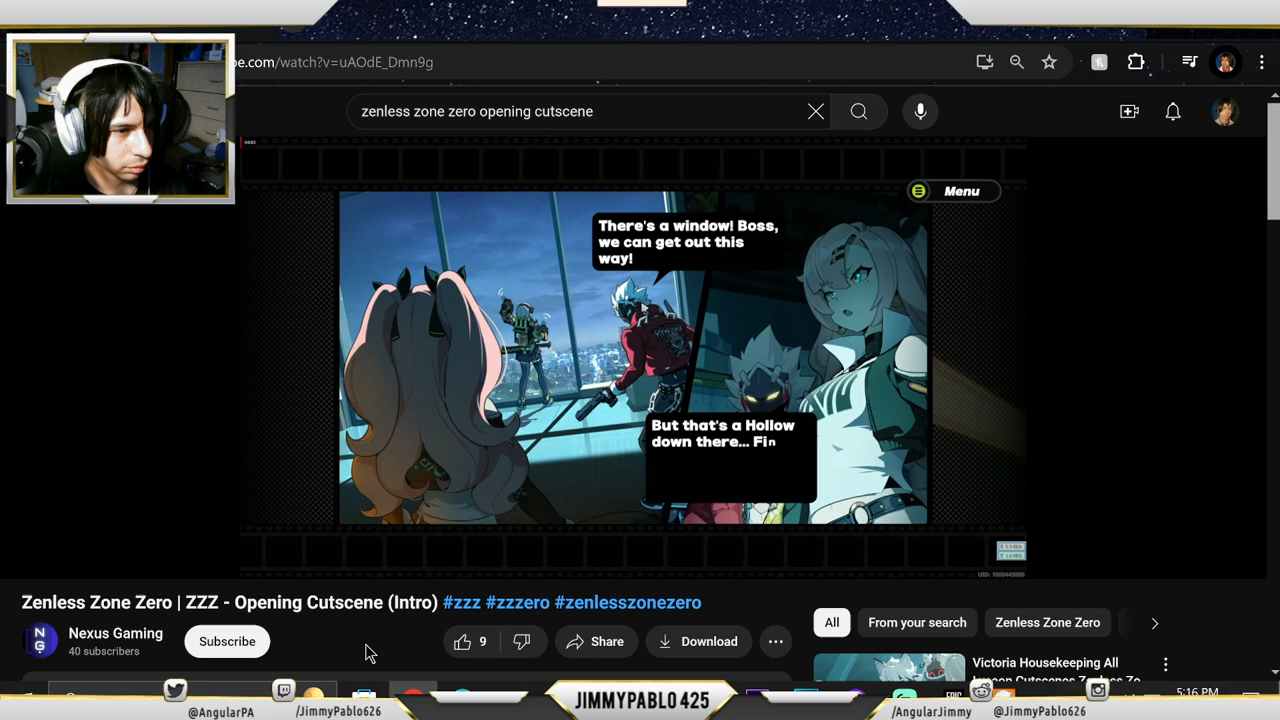 be.com/watch?v=uAOdE_Dmn9g
zenless zone zero opening cutscene
Menu
There's a window! Boss,
we can get out this
way!
But that's a Hollow
down there... Fin
Zenless Zone Zero | ZZZ - Opening Cutscene (Intro) #zzz #zzzero #zenlesszonezero
Nexus Gaming
40 subscribers
Subscribe
9
Share
Download
All
From your search
Zenless Zone Zero
Victoria Housekeeping All
5:16 PM
@AngularPA
/JimmyPablo626
JIMMYPABLO425
/AngularJimmy
@JimmyPablo626